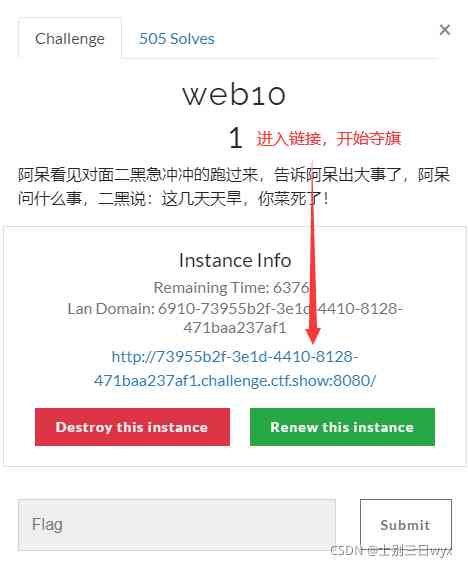 Challenge
505 Solves
×
web10
1
进入链接，开始夺旗
阿呆看见对面二黑急冲冲的跑过来，告诉阿呆出大事了，阿呆
问什么事，二黑说：这几天天旱，你菜死了！
Instance Info
Remaining Time: 6376
Lan Domain: 6910-73955b2f-3e1d-4410-8128-
471baa237af1
http://73955b2f-3e1d-4410-8128-
471baa237af1.challenge.ctf.show:8080/
Destroy this instance
Renew this instance
Flag
Submit
CSDN @士别三日wyx